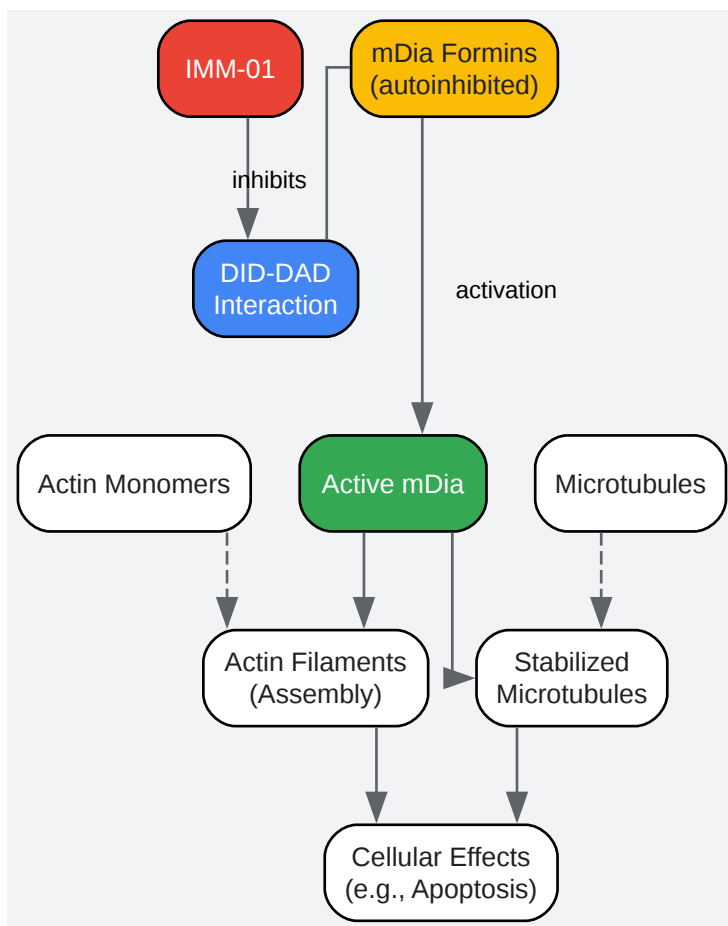 IMM-01
mDia Formins
(autoinhibited)
inhibits
DID-DAD
Interaction
activation
Actin Monomers
Active mDia
Microtubules
Actin Filaments
(Assembly)
Stabilized
Microtubules
Cellular Effects
(e.g., Apoptosis)